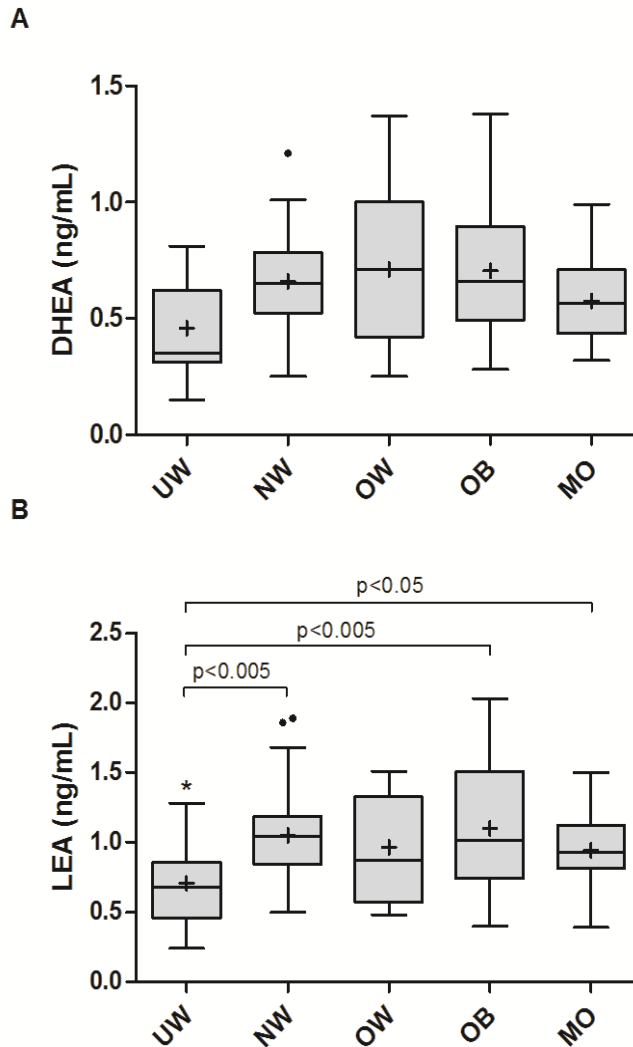 A
DHEA (ng/mL)
1.5
1.0
0.5
0.0
UW NW OW OB MO
B
p<0.05
p<0.005
p<0.005
LEA (ng/mL)
2.5
2.0
1.5
*
1.0
0.5
0.0
UW NW OW OB MO